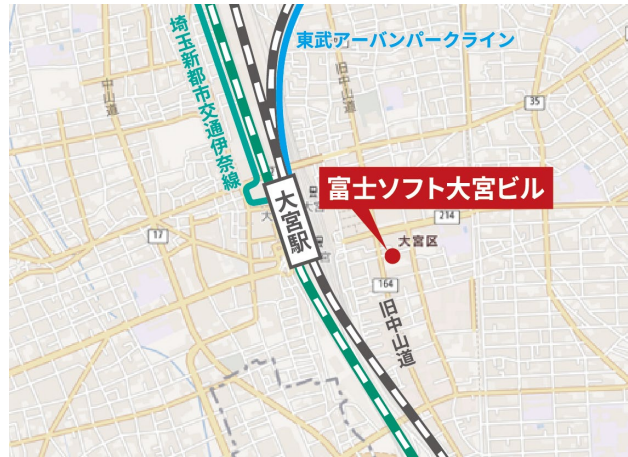 東武アーバンパークライン
埼玉新都市交通伊奈線
中山道
旧中山道
35
富士ソフト大宮ビル
大宮駅
214
17
大宮区
164
旧中山道